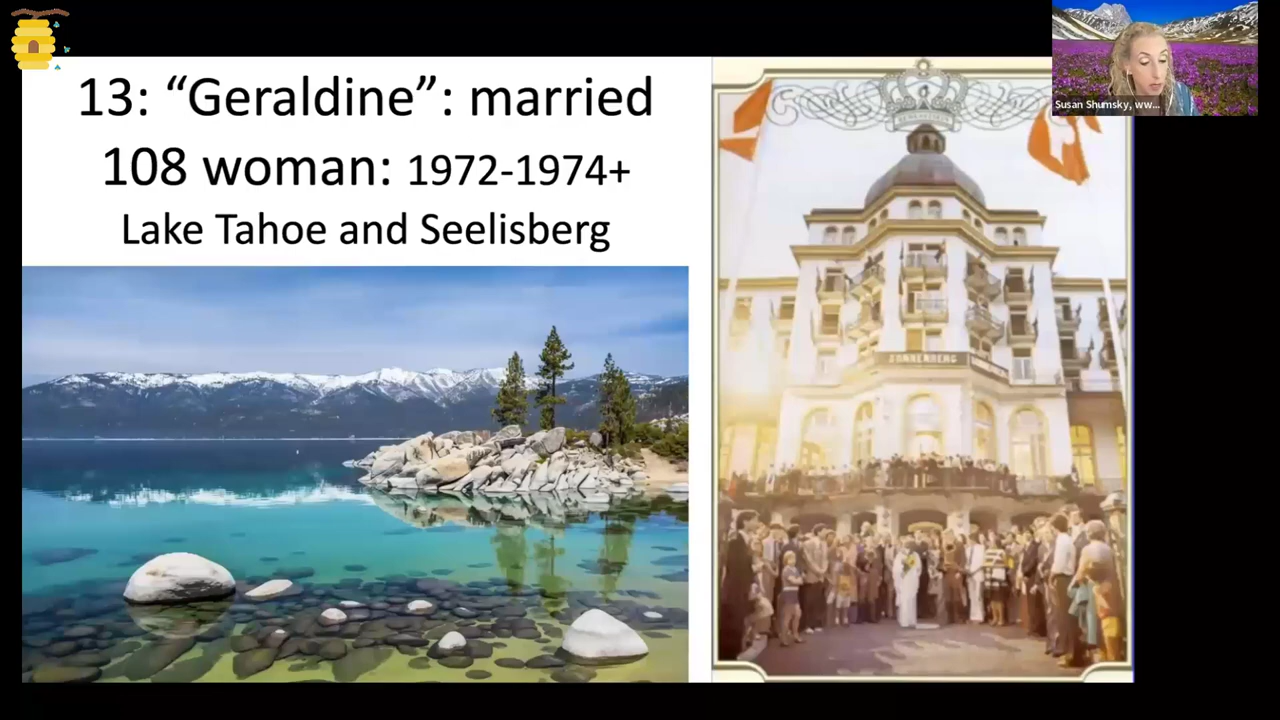 13: “Geraldine”: married
108 woman: 1972-1974+
Lake Tahoe and Seelisberg
Susan Shumsky, ww...
SONNENBERG